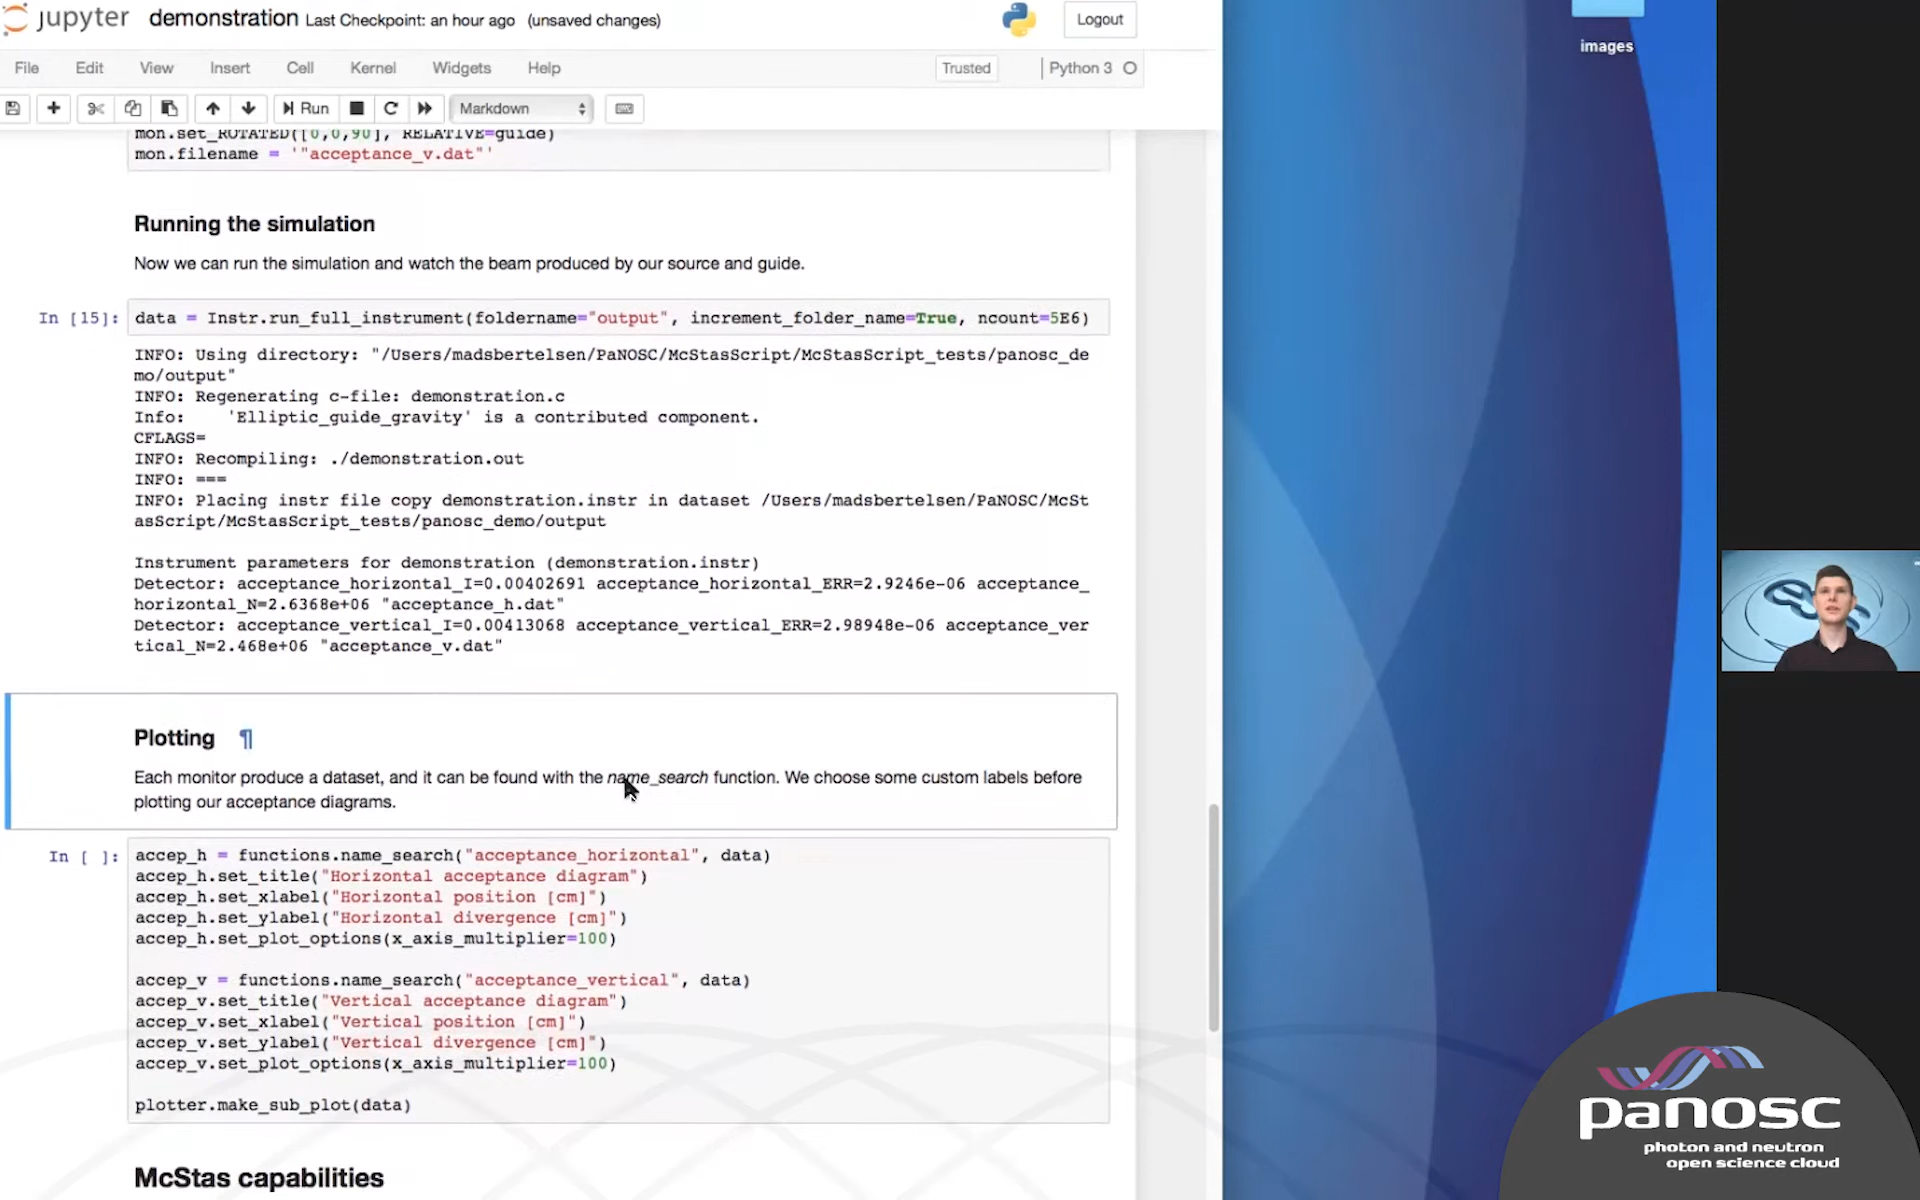 jupyter demonstration Last Checkpoint: an hour ago (unsaved changes) Logout
images
File Edit View Insert Cell Kernel Widgets Help Trusted Python 3
Run Markdown
mon.set_ROTATED([0,0,90], RELATIVE=guide)
mon.filename = '"acceptance_v.dat"'
Running the simulation
Now we can run the simulation and watch the beam produced by our source and guide.
In [15]: data = Instr.run_full_instrument(foldername="output", increment_folder_name=True, ncount=5E6)
INFO: Using directory: "/Users/madsbertelsen/PaNOSC/McStasScript/McStasScript_tests/panosc_de
mo/output"
INFO: Regenerating c-file: demonstration.c
Info: 'Elliptic_guide_gravity' is a contributed component.
CFLAGS=
INFO: Recompiling: ./demonstration.out
INFO: ===
INFO: Placing instr file copy demonstration.instr in dataset /Users/madsbertelsen/PaNOSC/McSt
asScript/McStasScript_tests/panosc_demo/output
Instrument parameters for demonstration (demonstration.instr)
Detector: acceptance_horizontal_I=0.00402691 acceptance_horizontal_ERR=2.9246e-06 acceptance_
horizontal_N=2.6368e+06 "acceptance_h.dat"
Detector: acceptance_vertical_I=0.00413068 acceptance_vertical_ERR=2.98948e-06 acceptance_ver
tical_N=2.468e+06 "acceptance_v.dat"
Plotting ¶
Each monitor produce a dataset, and it can be found with the name_search function. We choose some custom labels before
plotting our acceptance diagrams.
In [ ]: accep_h = functions.name_search("acceptance_horizontal", data)
accep_h.set_title("Horizontal acceptance diagram")
accep_h.set_xlabel("Horizontal position [cm]")
accep_h.set_ylabel("Horizontal divergence [cm]")
accep_h.set_plot_options(x_axis_multiplier=100)
accep_v = functions.name_search("acceptance_vertical", data)
accep_v.set_title("Vertical acceptance diagram")
accep_v.set_xlabel("Vertical position [cm]")
accep_v.set_ylabel("Vertical divergence [cm]")
accep_v.set_plot_options(x_axis_multiplier=100)
plotter.make_sub_plot(data)
McStas capabilities
panosc
photon and neutron
open science cloud